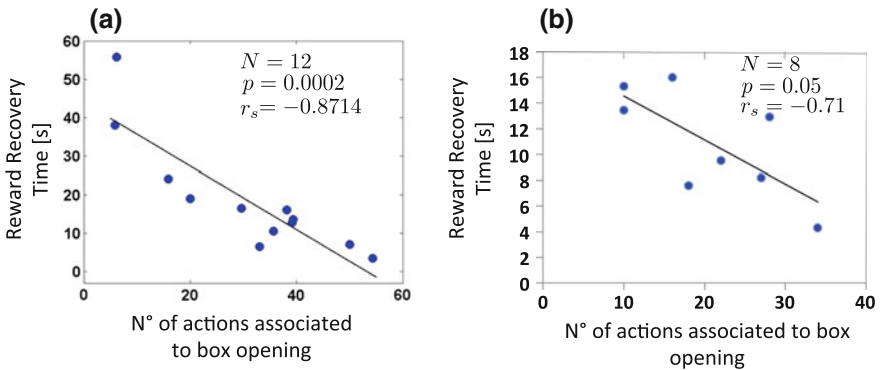 (a)
N = 12
p = 0.0002
r_s = −0.8714
60
50
40
30
20
10
0
0 20 40 60
Reward Recovery
Time [s]
N° of actions associated
to box opening
(b)
N = 8
p = 0.05
r_s = −0.71
18
16
14
12
10
8
6
4
2
0
0 10 20 30 40
Reward Recovery
Time [s]
N° of actions associated to box
opening